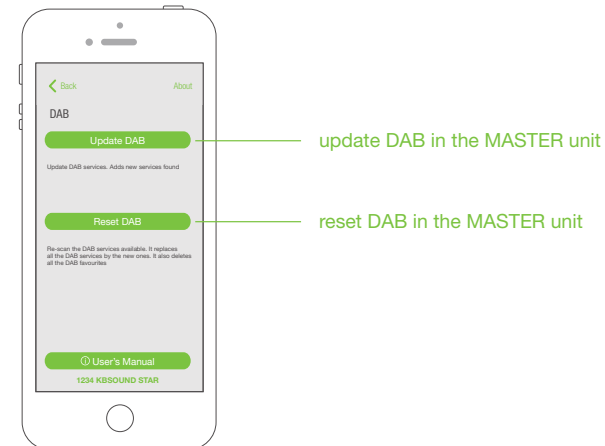 Back
About
DAB
Update DAB
update DAB in the MASTER unit
Update DAB services. Adds new services found
Reset DAB
reset DAB in the MASTER unit
Re-scan the DAB services available. It replaces
all the DAB services by the new ones. It also deletes
all the DAB favourites
ⓘ User's Manual
1234 KBSOUND STAR